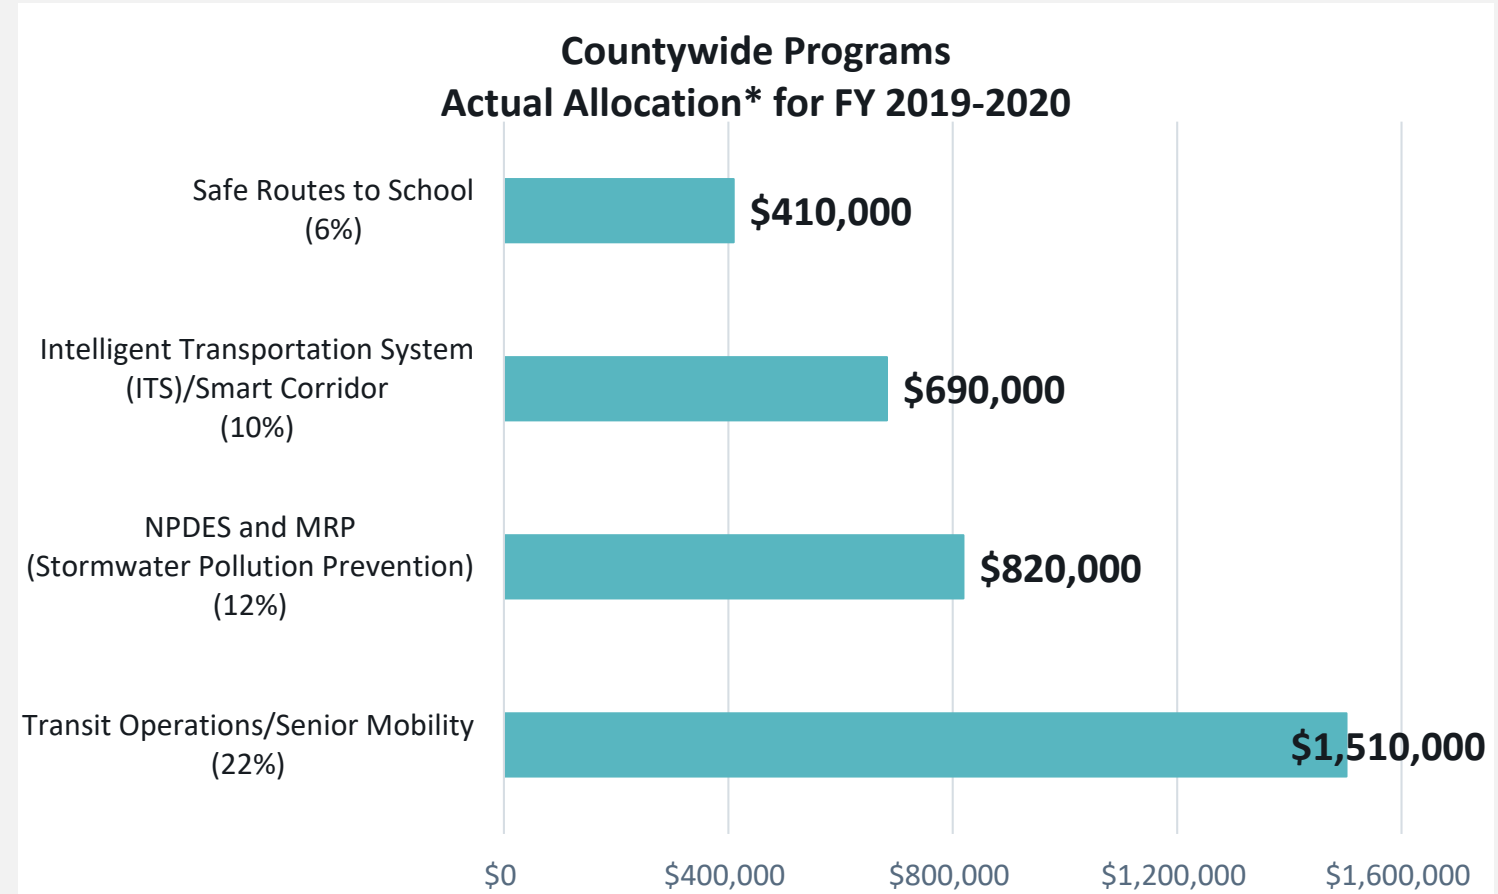 Countywide Programs
Actual Allocation* for FY 2019-2020
Safe Routes to School
(6%)
$410,000
Intelligent Transportation System
(ITS)/Smart Corridor
(10%)
$690,000
NPDES and MRP
(Stormwater Pollution Prevention)
(12%)
$820,000
Transit Operations/Senior Mobility
(22%)
$1,510,000
$0 $400,000 $800,000 $1,200,000 $1,600,000